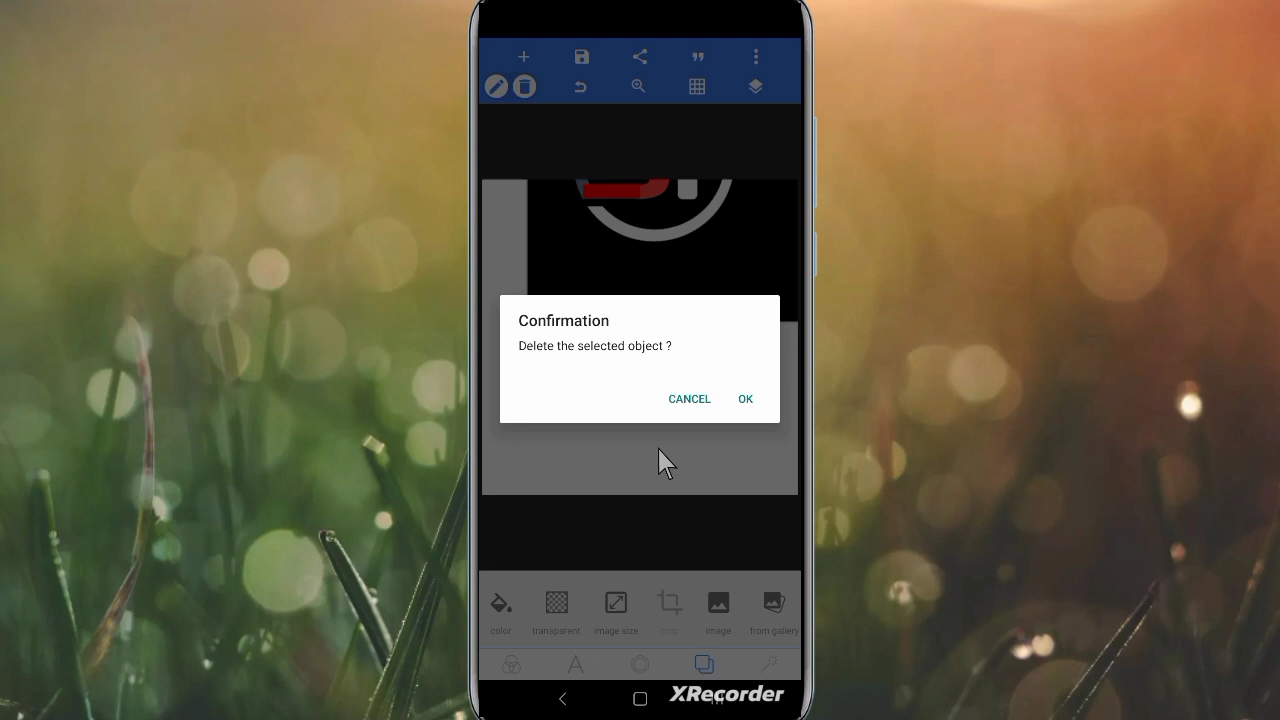 Confirmation
Delete the selected object ?
CANCEL OK
color transparent image size crop image from gallery
XRecorder